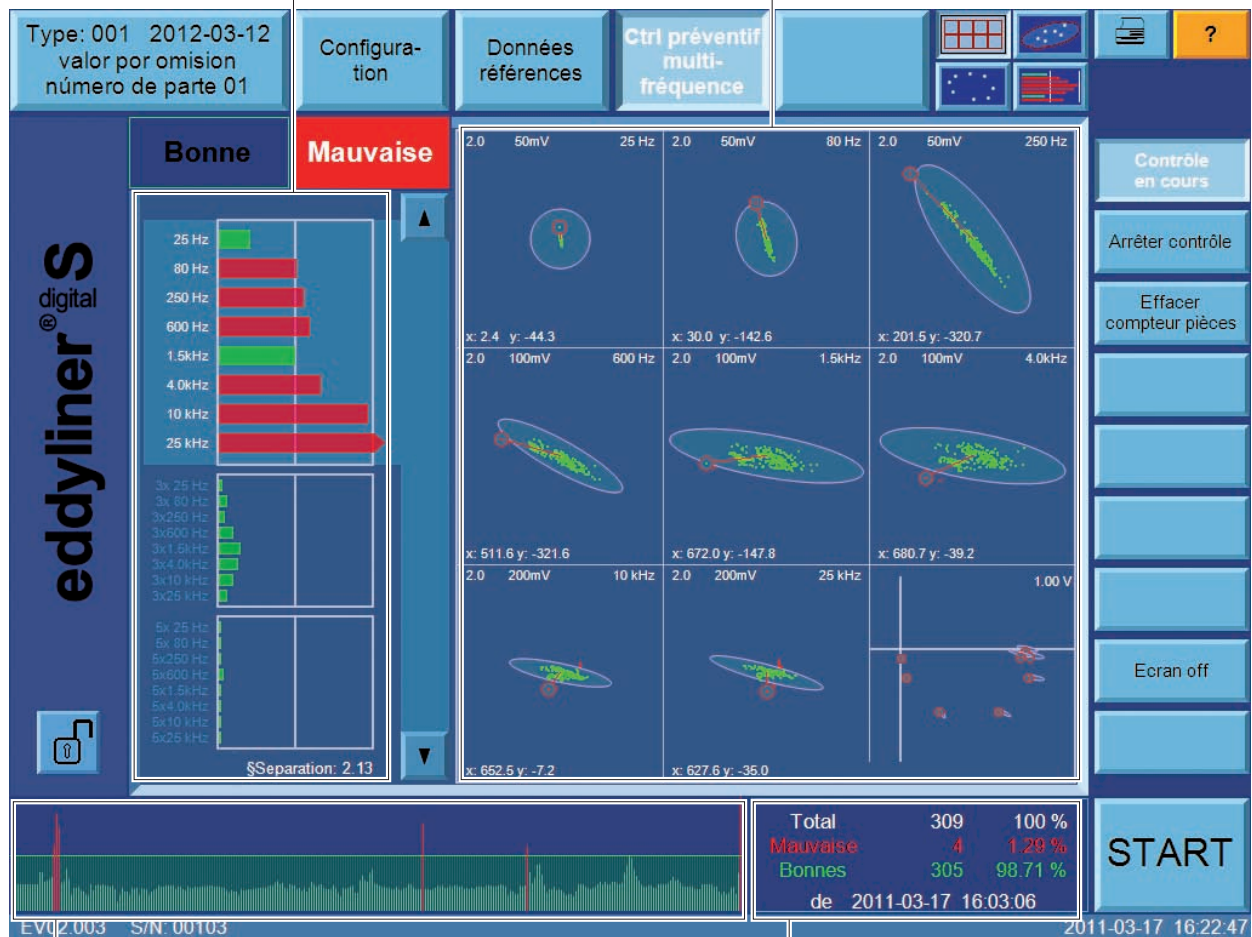 Type: 001 2012-03-12
valor por omision
número de parte 01
Configura-
tion
Données
références
Ctrl préventif
multi-
fréquence
?
Bonne
Mauvaise
eddyliner® digital S
25 Hz
80 Hz
250 Hz
600 Hz
1.5kHz
4.0kHz
10 kHz
25 kHz
3x 25 Hz
3x 80 Hz
3x250 Hz
3x600 Hz
3x1.5kHz
3x4.0kHz
3x10 kHz
3x25 kHz
5x 25 Hz
5x 80 Hz
5x250 Hz
5x600 Hz
5x1.5kHz
5x4.0kHz
5x10 kHz
5x25 kHz
§Separation: 2.13
2.0 50mV 25 Hz
x: 2.4 y: -44.3
2.0 50mV 80 Hz
x: 30.0 y: -142.6
2.0 50mV 250 Hz
x: 201.5 y: -320.7
2.0 100mV 600 Hz
x: 511.6 y: -321.6
2.0 100mV 1.5kHz
x: 672.0 y: -147.8
2.0 100mV 4.0kHz
x: 680.7 y: -39.2
2.0 200mV 10 kHz
x: 652.5 y: -7.2
2.0 200mV 25 kHz
x: 627.6 y: -35.0
1.00 V
Contrôle
en cours
Arrêter contrôle
Effacer
compteur pièces
Ecran off
START
Total 309 100 %
Mauvaise 4 1.29 %
Bonnes 305 98.71 %
de 2011-03-17 16:03:06
EV02.003 S/N: 00103
2011-03-17 16:22:47